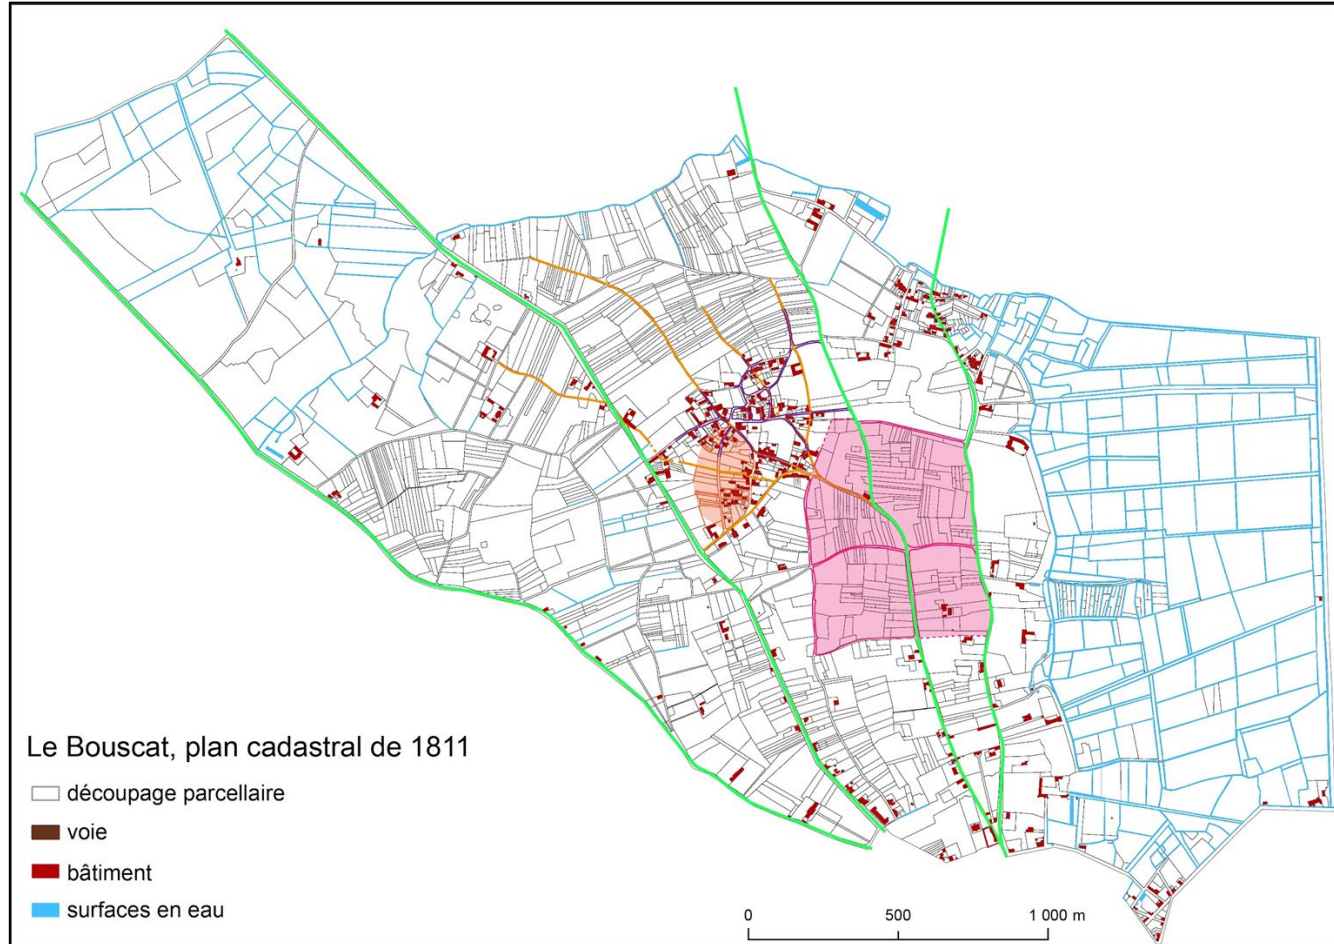 Le Bouscat, plan cadastral de 1811
découpage parcellaire
voie
bâtiment
surfaces en eau
0 500 1 000 m